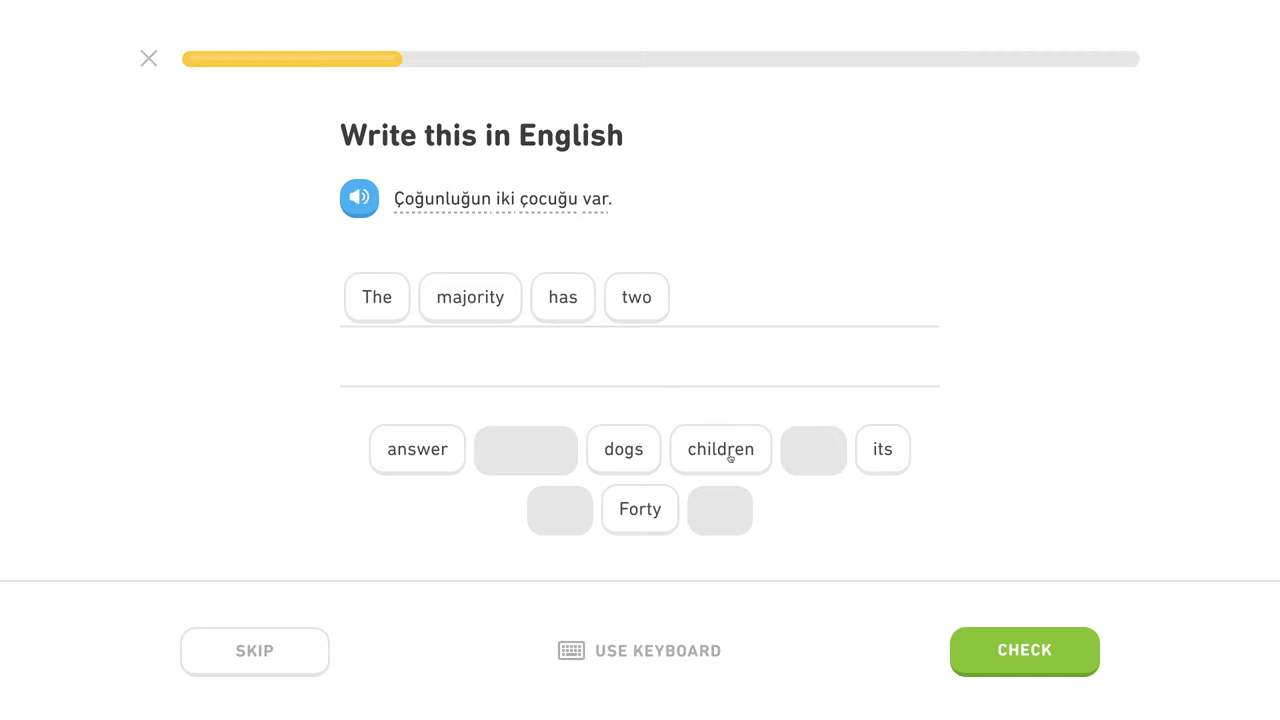 Write this in English
Çoğunluğun iki çocuğu var.
The majority has two
answer dogs children its
Forty
SKIP USE KEYBOARD CHECK